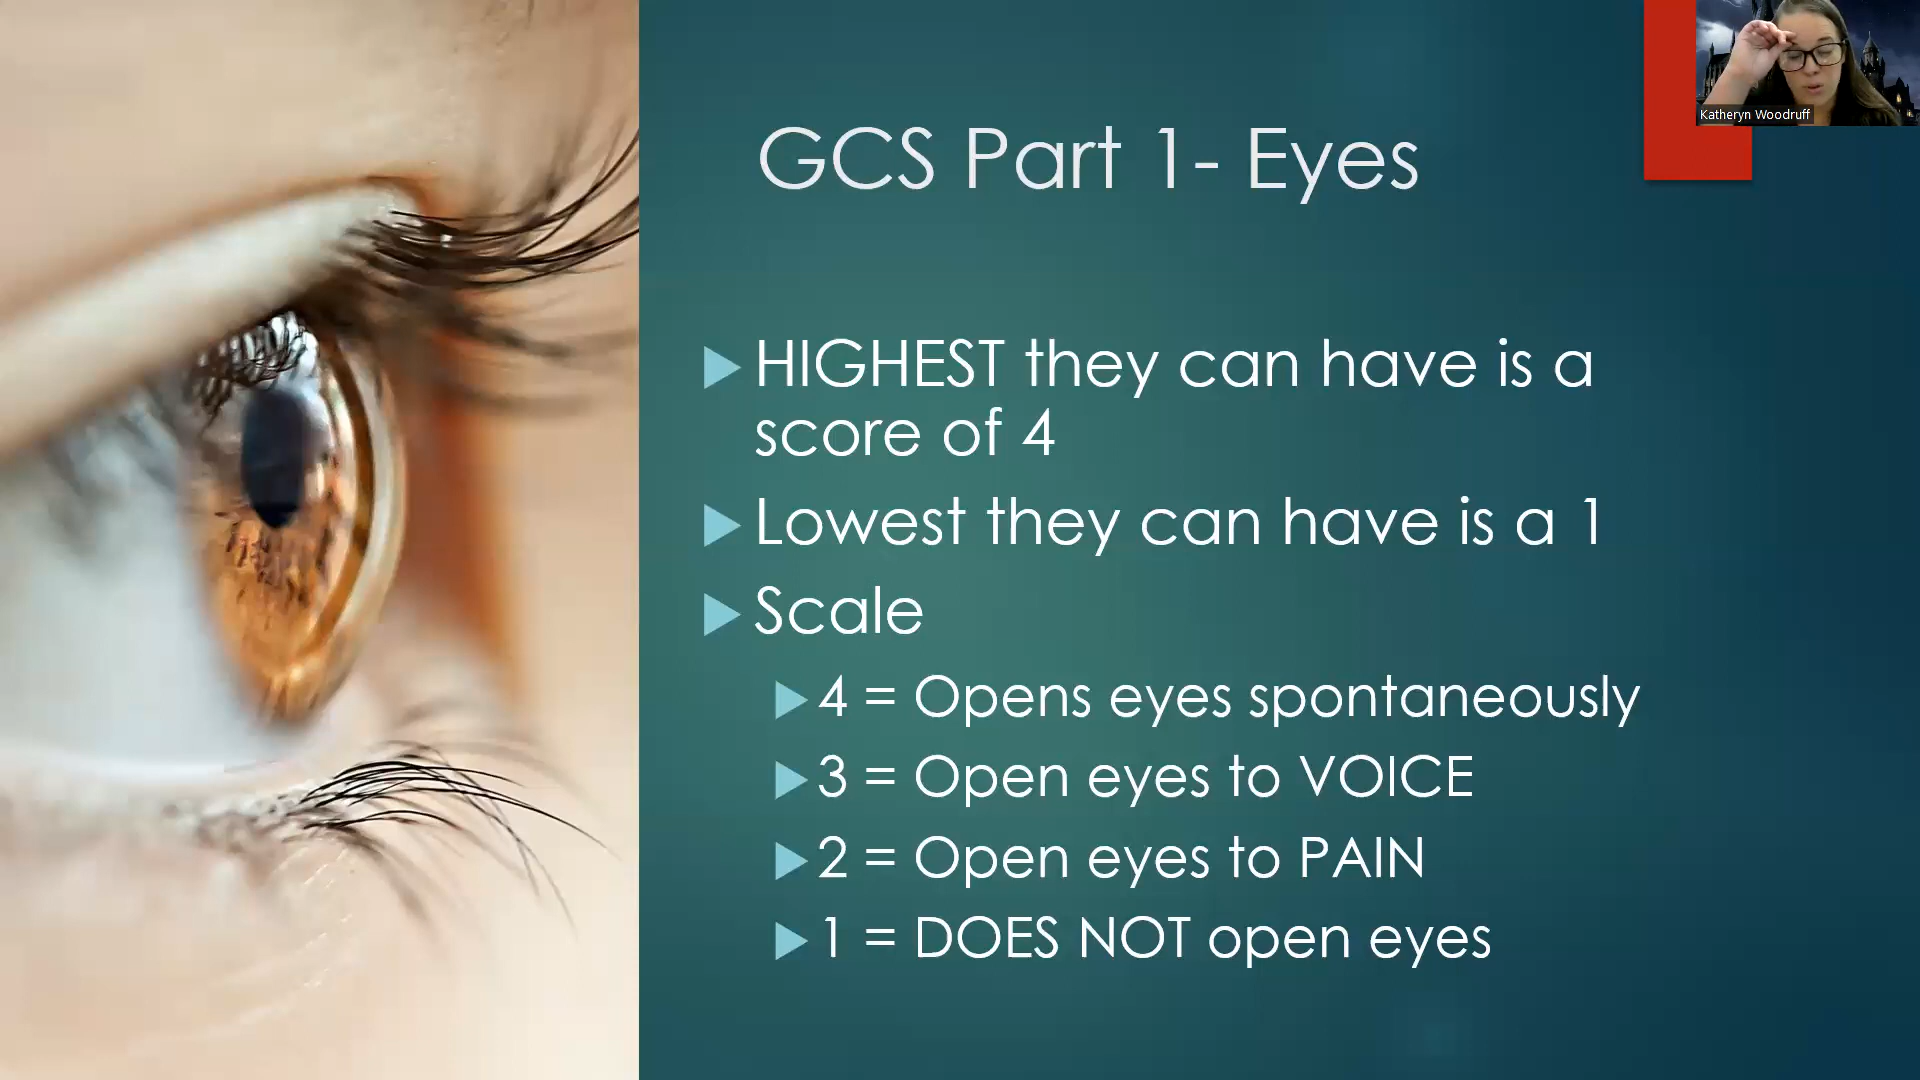 GCS Part 1- Eyes
Katheryn Woodruff
HIGHEST they can have is a
score of 4
Lowest they can have is a 1
Scale
4 = Opens eyes spontaneously
3 = Open eyes to VOICE
2 = Open eyes to PAIN
1 = DOES NOT open eyes